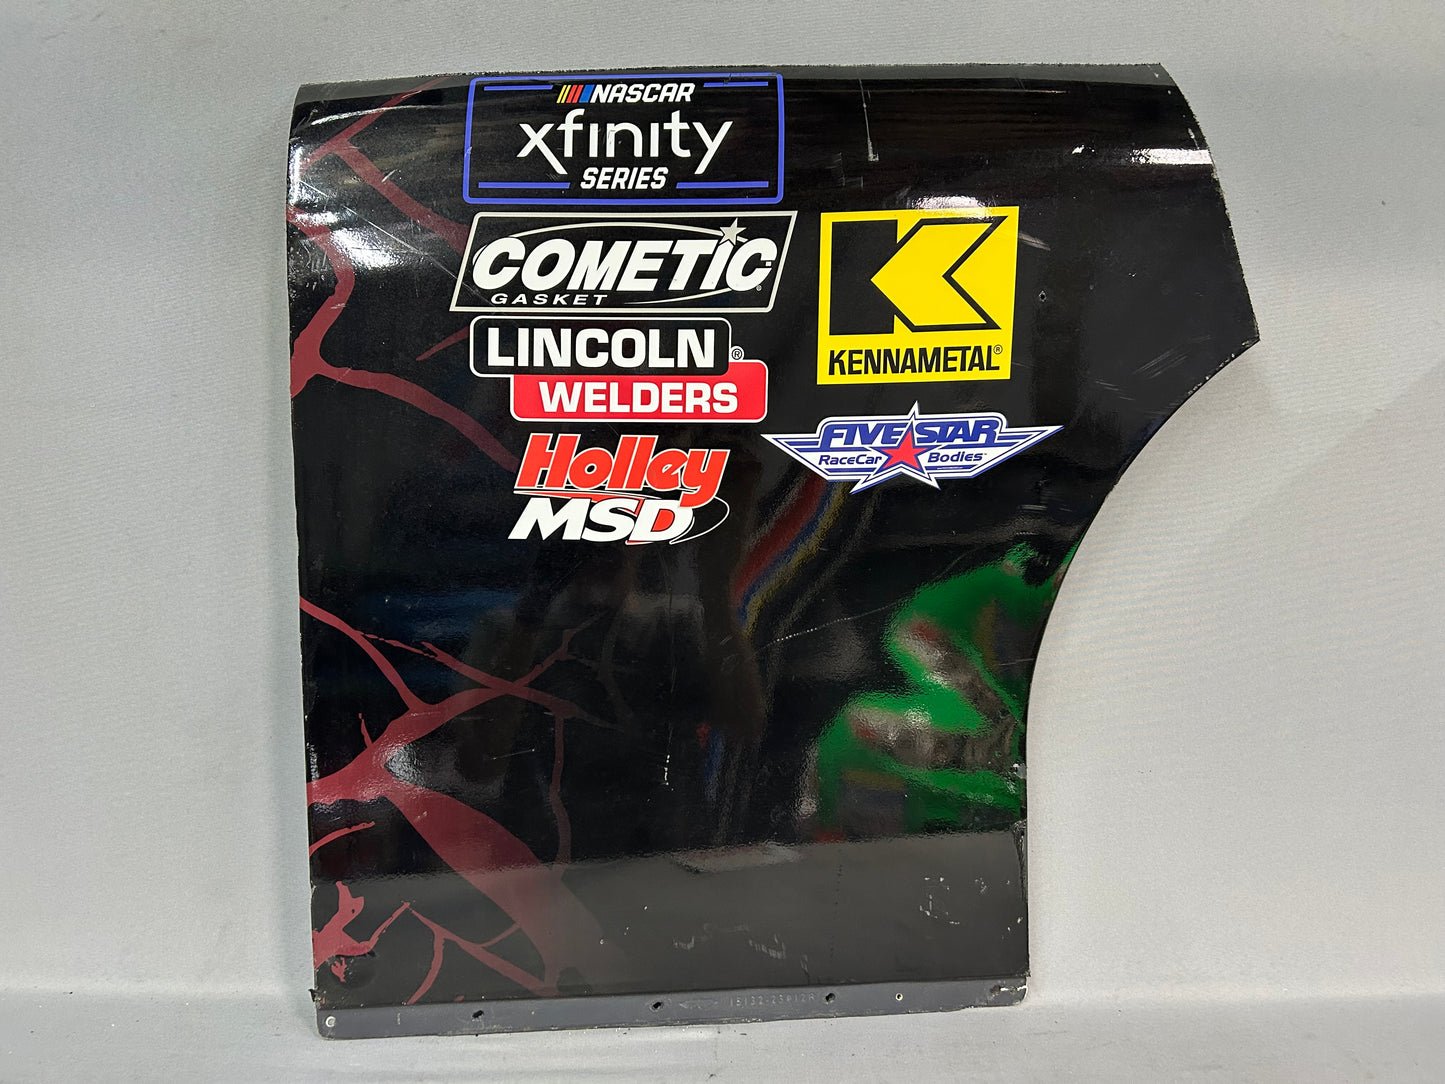 NASCAR
xfinity
SERIES
COMETIC®
GASKET
LINCOLN®
WELDERS
Holley
MSD
K
KENNAMETAL®
FIVE STAR
RaceCar Bodies